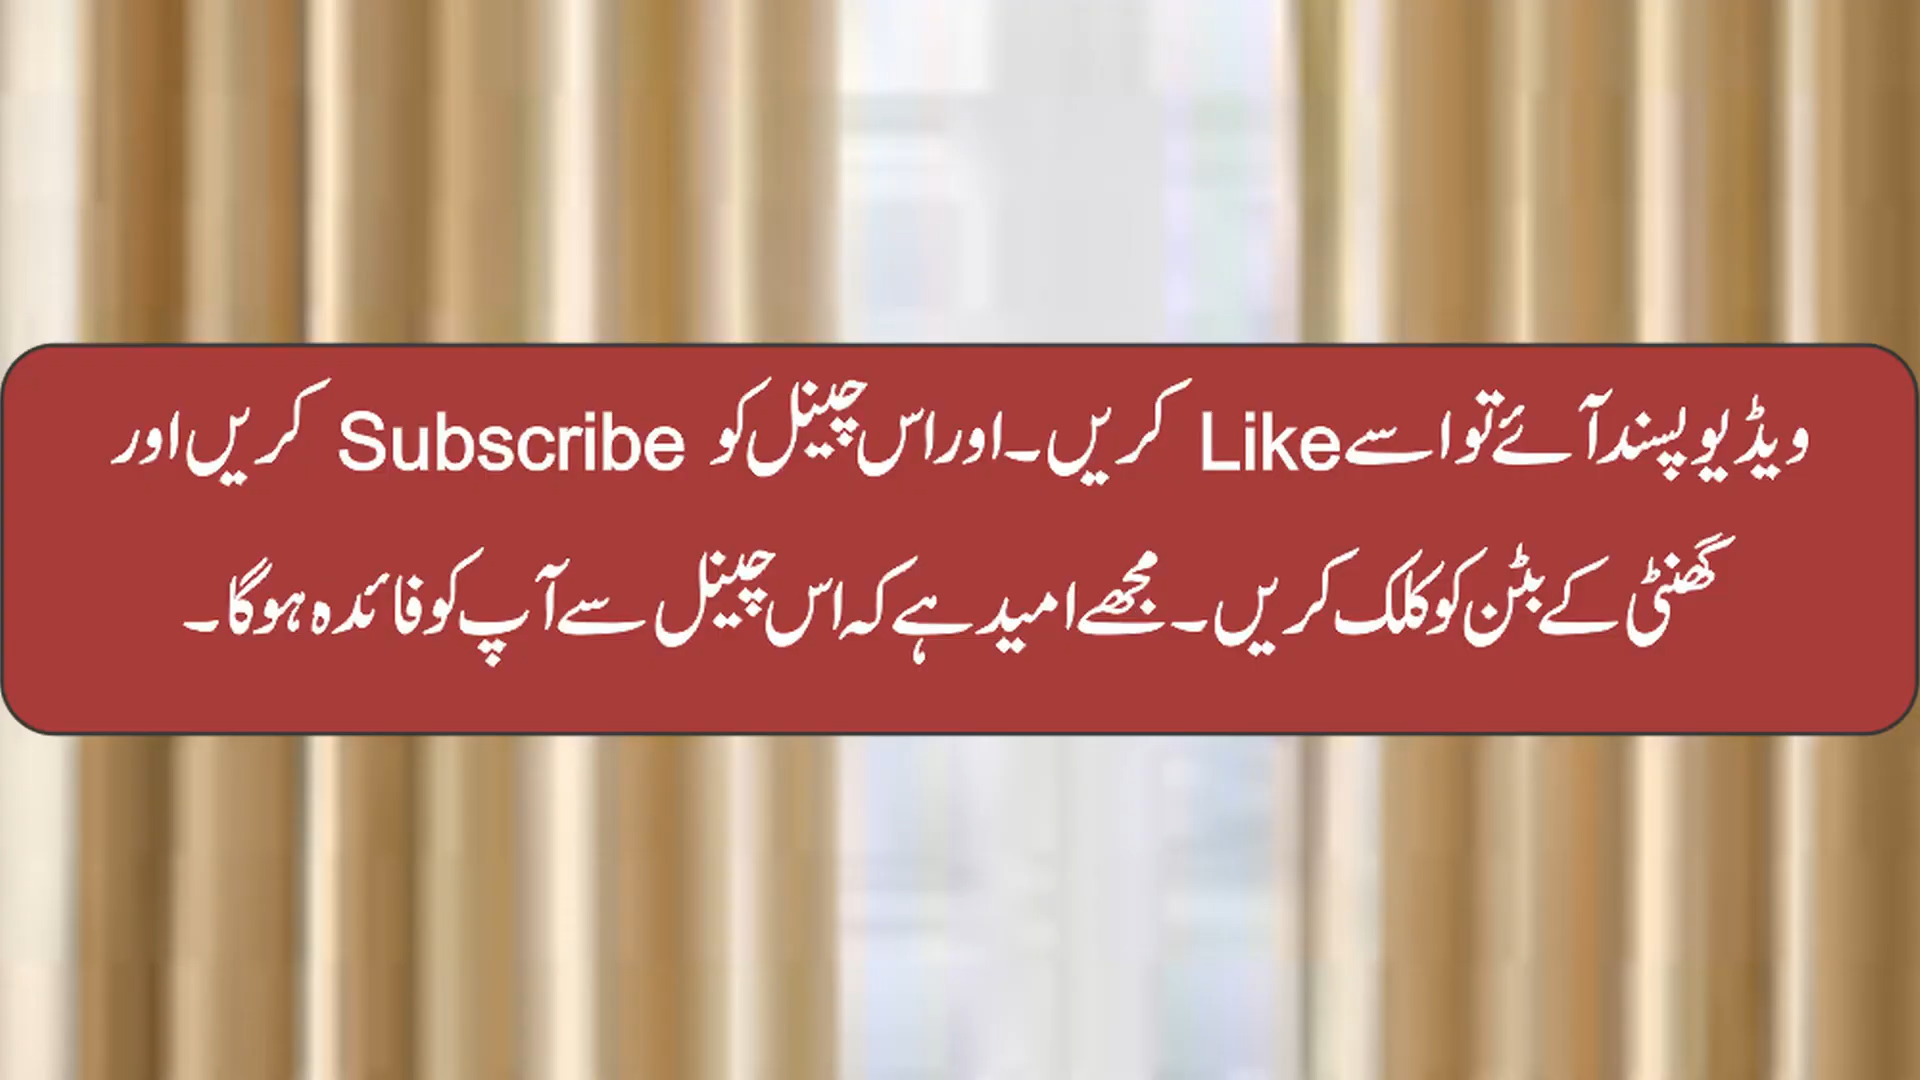 ویڈیو پسند آئے تو اسے Like کریں۔ اور اس چینل کو Subscribe کریں اور
گھنٹی کے بٹن کو کلک کریں۔ مجھے امید ہے کہ اس چینل سے آپ کو فائدہ ہوگا۔